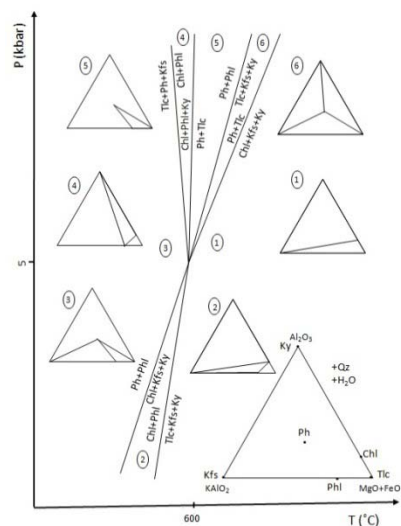 P (kbar)
5
600
T (˚C)
④
⑤
⑥
Tlc+Ph+Kfs
Chl+Phl
Chl+Phl+Ky
Ph+Tlc
Ph+Phl
Tlc+Kfs+Ky
Ph+Tlc
Chl+Kfs+Ky
⑤
⑥
④
①
③
①
③
②
Ph+Phl
Chl+Kfs+Ky
Chl+Phl
Tlc+Kfs+Ky
②
Al₂O₃
Ky
+Qz
+H₂O
Ph
Chl
Kfs
Tlc
KAlO₂
Phl
MgO+FeO